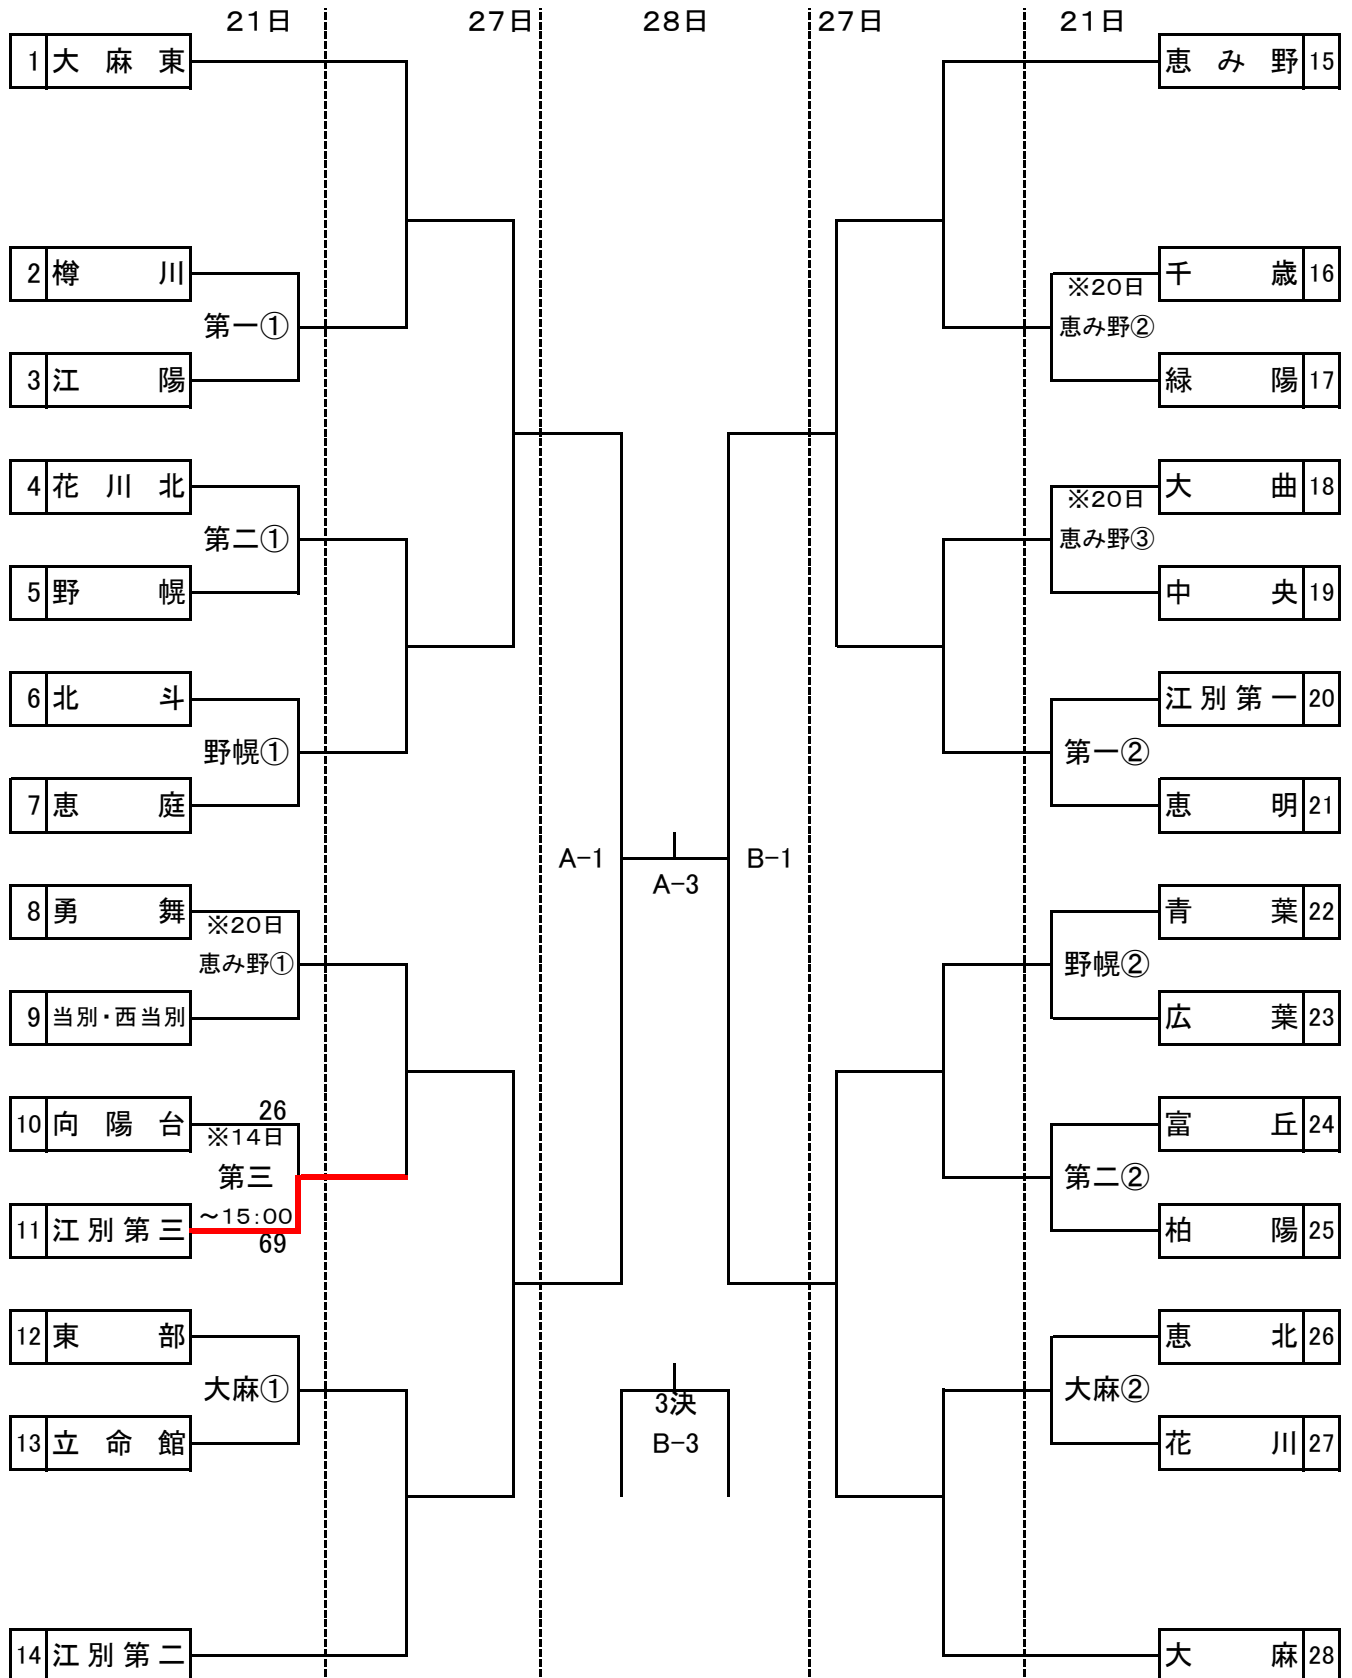 21日 27日 28日 27日 21日
1 大麻東
2 樽川
第一①
3 江陽
4 花川北
第二①
5 野幌
6 北斗
野幌①
7 恵庭
8 勇舞
※20日
恵み野①
9 当別・西当別
10 向陽台
26
※14日
第三
～15:00
11 江別第三
69
12 東部
大麻①
13 立命館
14 江別第二
A-1
A-3
B-1
3決
B-3
恵み野 15
千歳 16
※20日
恵み野②
緑陽 17
大曲 18
※20日
恵み野③
中央 19
江別第一 20
第一②
恵明 21
青葉 22
野幌②
広葉 23
富丘 24
第二②
柏陽 25
恵北 26
大麻②
花川 27
大麻 28